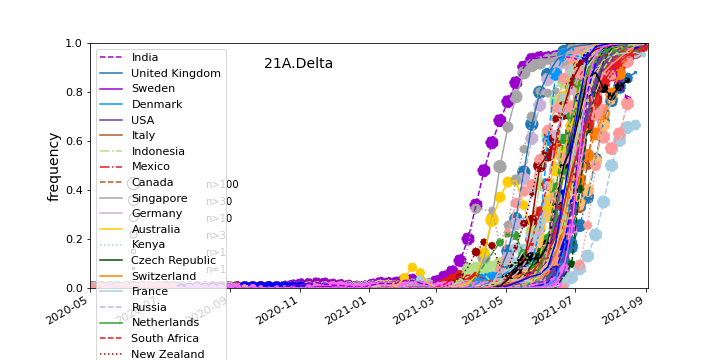 21A.Delta
frequency
1.0
0.8
0.6
0.4
0.2
0.0
India
United Kingdom
Sweden
Denmark
USA
Italy
Indonesia
Mexico
Canada
Singapore
Germany
Australia
Kenya
Czech Republic
Switzerland
France
Russia
Netherlands
South Africa
New Zealand
n>100
n>30
n>10
n>3
n>1
n=1
2020-05
2020-09
2020-11
2021-01
2021-03
2021-05
2021-07
2021-09